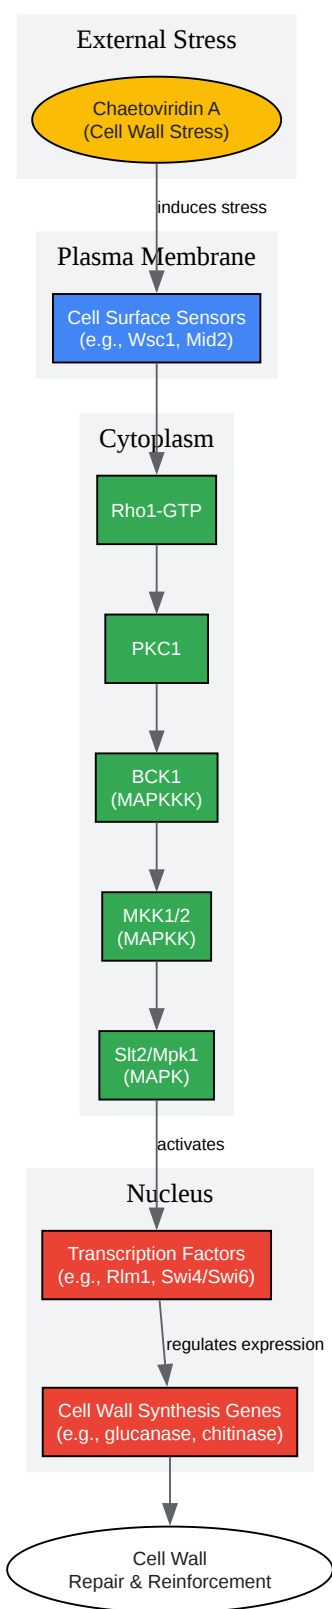 External Stress
Chaetoviridin A
(Cell Wall Stress)
induces stress
Plasma Membrane
Cell Surface Sensors
(e.g., Wsc1, Mid2)
Cytoplasm
Rho1-GTP
PKC1
BCK1
(MAPKKK)
MKK1/2
(MAPKK)
Slt2/Mpk1
(MAPK)
activates
Nucleus
Transcription Factors
(e.g., Rlm1, Swi4/Swi6)
regulates expression
Cell Wall Synthesis Genes
(e.g., glucanase, chitinase)
Cell Wall
Repair & Reinforcement